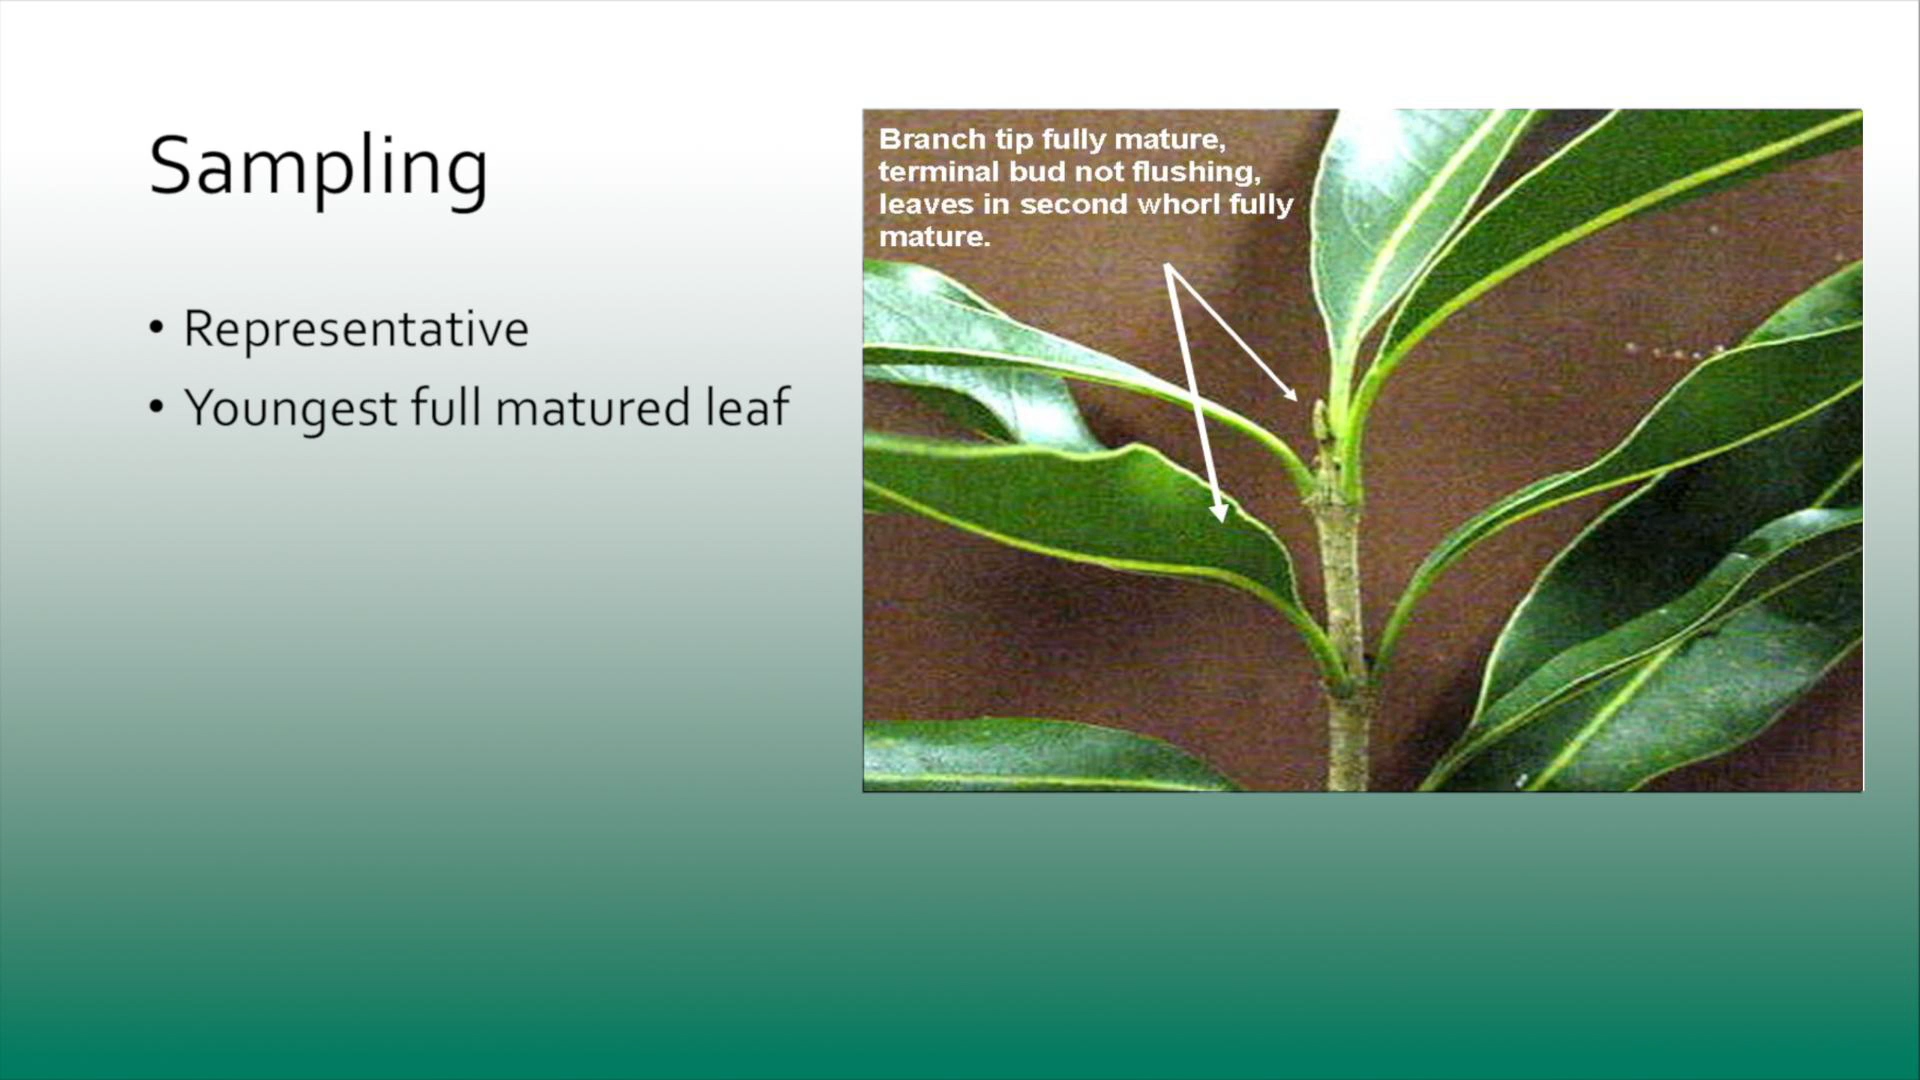 Sampling
• Representative
• Youngest full matured leaf
Branch tip fully mature,
terminal bud not flushing,
leaves in second whorl fully
mature.